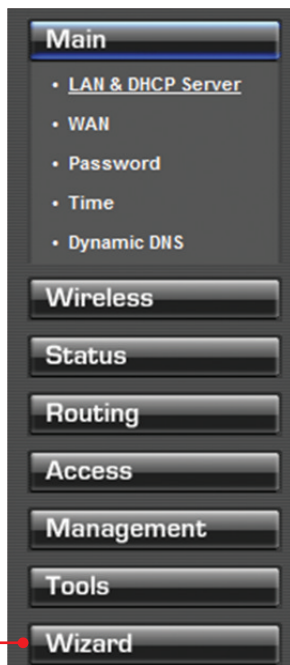 Main
• LAN & DHCP Server
• WAN
• Password
• Time
• Dynamic DNS
Wireless
Status
Routing
Access
Management
Tools
Wizard